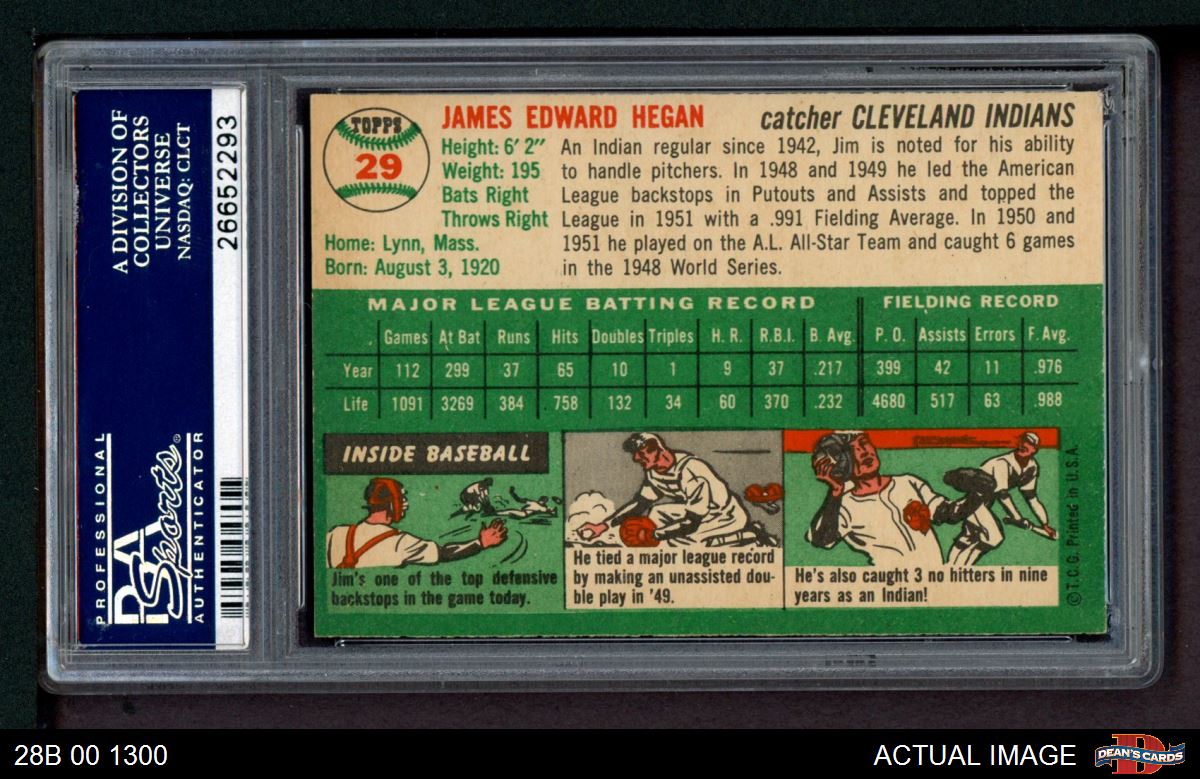 A DIVISION OF
COLLECTORS
UNIVERSE
NASDAQ: CLCT
26652293
PROFESSIONAL
PSA
Sports®
AUTHENTICATOR
TOPPS
29
JAMES EDWARD HEGAN catcher CLEVELAND INDIANS
Height: 6' 2"
Weight: 195
Bats Right
Throws Right
Home: Lynn, Mass.
Born: August 3, 1920
An Indian regular since 1942, Jim is noted for his ability
to handle pitchers. In 1948 and 1949 he led the American
League backstops in Putouts and Assists and topped the
League in 1951 with a .991 Fielding Average. In 1950 and
1951 he played on the A.L. All-Star Team and caught 6 games
in the 1948 World Series.
MAJOR LEAGUE BATTING RECORD FIELDING RECORD
Games At Bat Runs Hits Doubles Triples H. R. R.B.I. B. Avg. P. O. Assists Errors F. Avg.
Year 112 299 37 65 10 1 9 37 .217 399 42 11 .976
Life 1091 3269 384 758 132 34 60 370 .232 4680 517 63 .988
INSIDE BASEBALL
Jim's one of the top defensive
backstops in the game today.
He tied a major league record
by making an unassisted dou-
ble play in '49.
He's also caught 3 no hitters in nine
years as an Indian!
© T.C.G. Printed in U.S.A.
28B 00 1300
ACTUAL IMAGE
DEAN'S CARDS